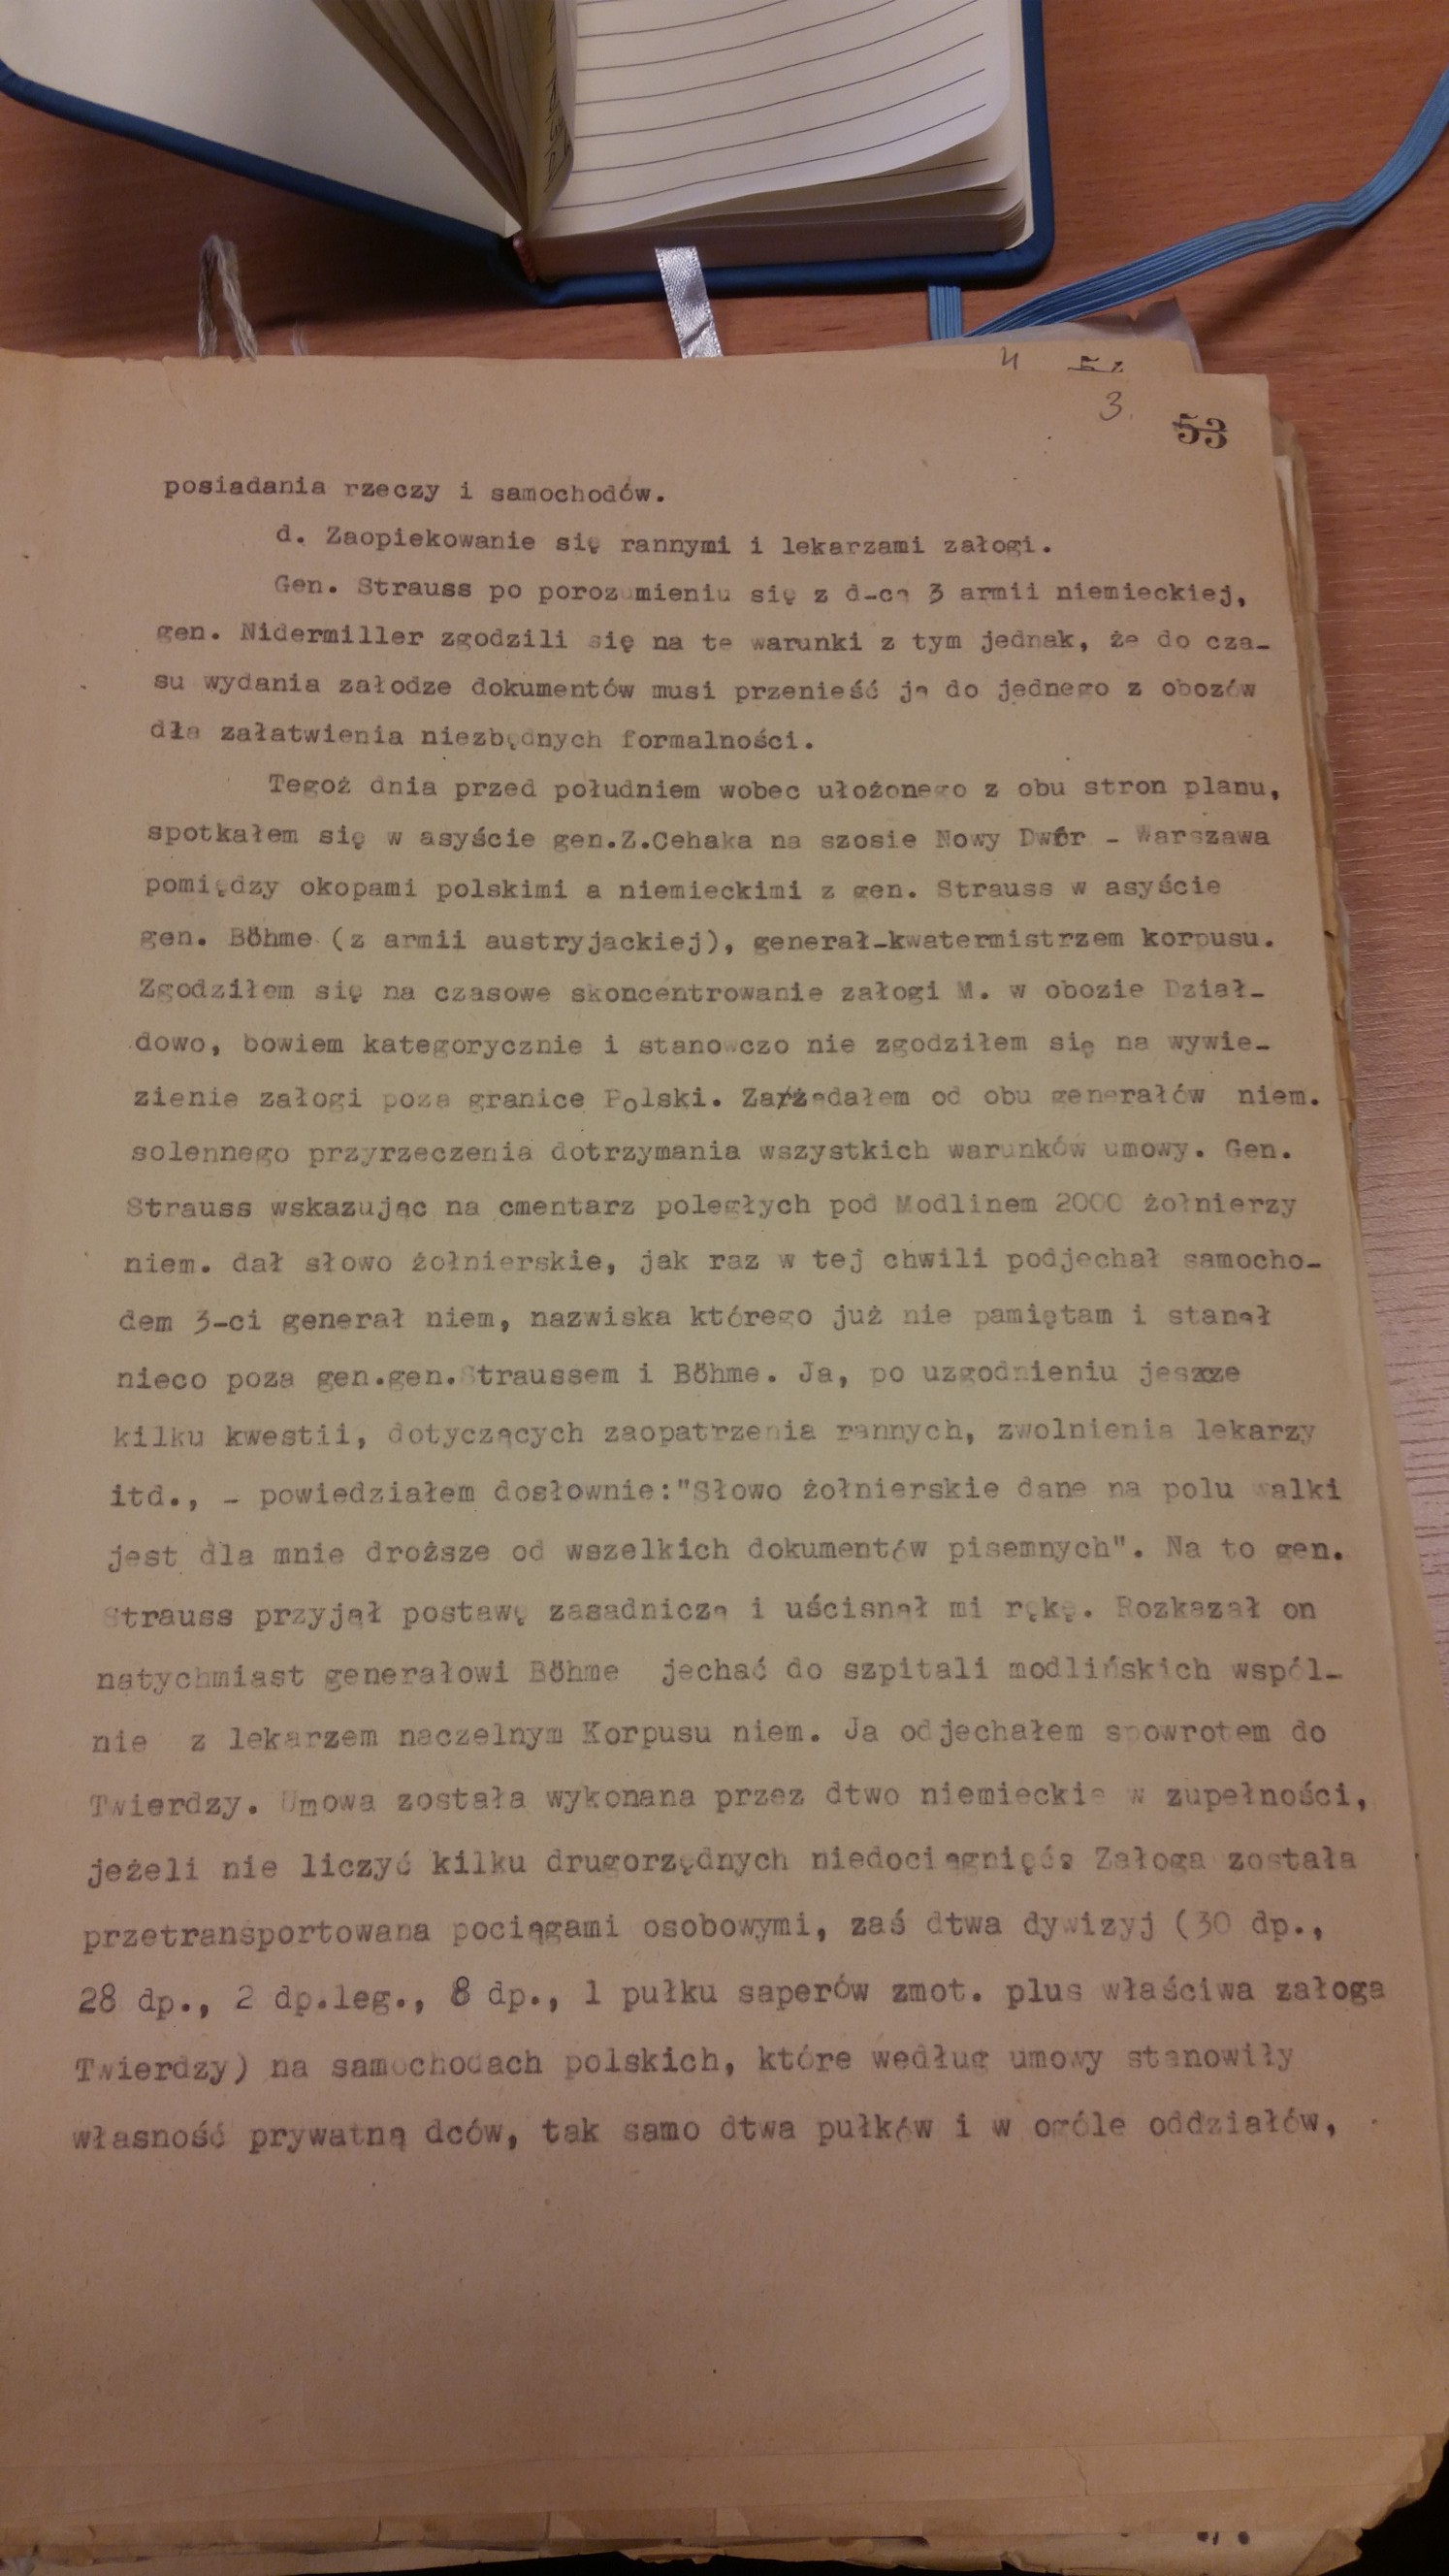 3.
53
posiadania rzeczy i samochodów.
d. Zaopiekowanie się rannymi i lekarzami załogi.
Gen. Strauss po porozumieniu się z d-cą 3 armii niemieckiej,
gen. Nidermiller zgodzili się na te warunki z tym jednak, że do cza-
su wydania załodze dokumentów musi przenieść ją do jednego z obozów
dła załatwienia niezbędnych formalności.
Tegoż dnia przed południem wobec ułożonego z obu stron planu,
spotkałem się w asyście gen.Z.Cehaka na szosie Nowy Dwór - Warszawa
pomiędzy okopami polskimi a niemieckimi z gen. Strauss w asyście
gen. Böhme (z armii austryjackiej), generał-kwatermistrzem korpusu.
Zgodziłem się na czasowe skoncentrowanie załogi M. w obozie Dział-
dowo, bowiem kategorycznie i stanowczo nie zgodziłem się na wywie-
zienie załogi poza granice Polski. Zażądałem od obu generałów niem.
solennego przyrzeczenia dotrzymania wszystkich warunków umowy. Gen.
Strauss wskazując na cmentarz poległych pod Modlinem 2000 żołnierzy
niem. dał słowo żołnierskie, jak raz w tej chwili podjechał samocho-
dem 3-ci generał niem, nazwiska którego już nie pamiętam i stanął
nieco poza gen.gen.Straussem i Böhme. Ja, po uzgodnieniu jeszcze
kilku kwestii, dotyczących zaopatrzenia rannych, zwolnienia lekarzy
itd., - powiedziałem dosłownie:"Słowo żołnierskie dane na polu walki
jest dla mnie droższe od wszelkich dokumentów pisemnych". Na to gen.
Strauss przyjął postawę zasadniczą i uścisnął mi rękę. Rozkazał on
natychmiast generałowi Böhme jechać do szpitali modlińskich wspól-
nie z lekarzem naczelnym Korpusu niem. Ja odjechałem spowrotem do
Twierdzy. Umowa została wykonana przez dtwo niemieckie w zupełności,
jeżeli nie liczyć kilku drugorzędnych niedociągnięć. Załoga została
przetransportowana pociągami osobowymi, zaś dtwa dywizyj (30 dp.,
28 dp., 2 dp.leg., 8 dp., 1 pułku saperów zmot. plus właściwa załoga
Twierdzy) na samochodach polskich, które według umowy stanowiły
własność prywatną dców, tak samo dtwa pułków i w ogóle oddziałów,